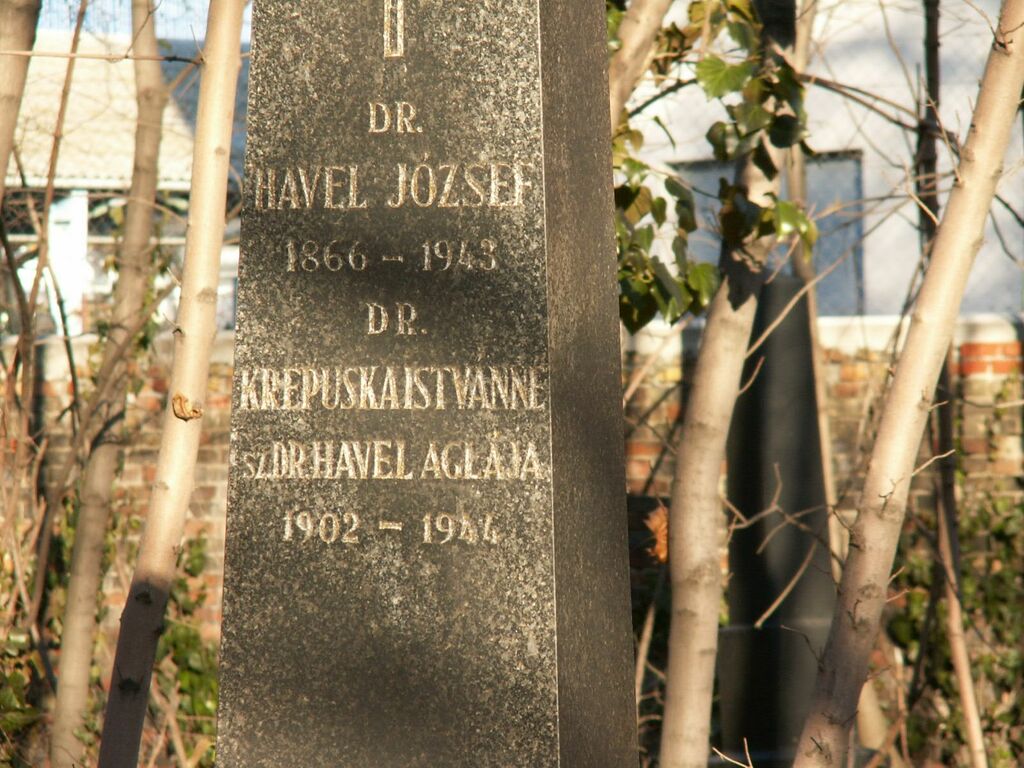 DR.
HAVEL JÓZSEF
1866 - 1943
DR.
KREPUSKA ISTVÁNNÉ
SZ.DR.HAVEL AGLÁJA
1902 - 1944